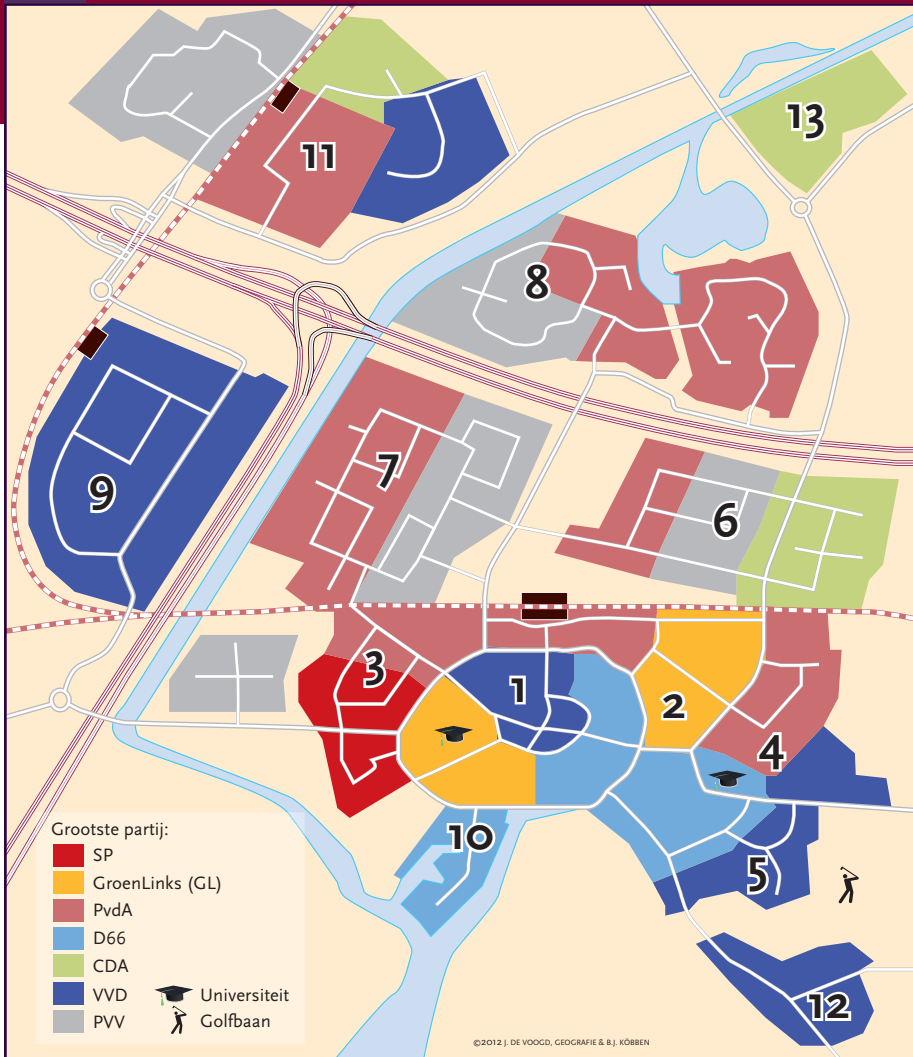 13
11
8
7
9
6
3
1
2
4
10
5
12
Grootste partij:
SP
GroenLinks (GL)
PvdA
D66
CDA
VVD
PVV
Universiteit
Golfbaan
©2012 J. DE VOOGD, GEOGRAFIE & B.J. KÖBBEN